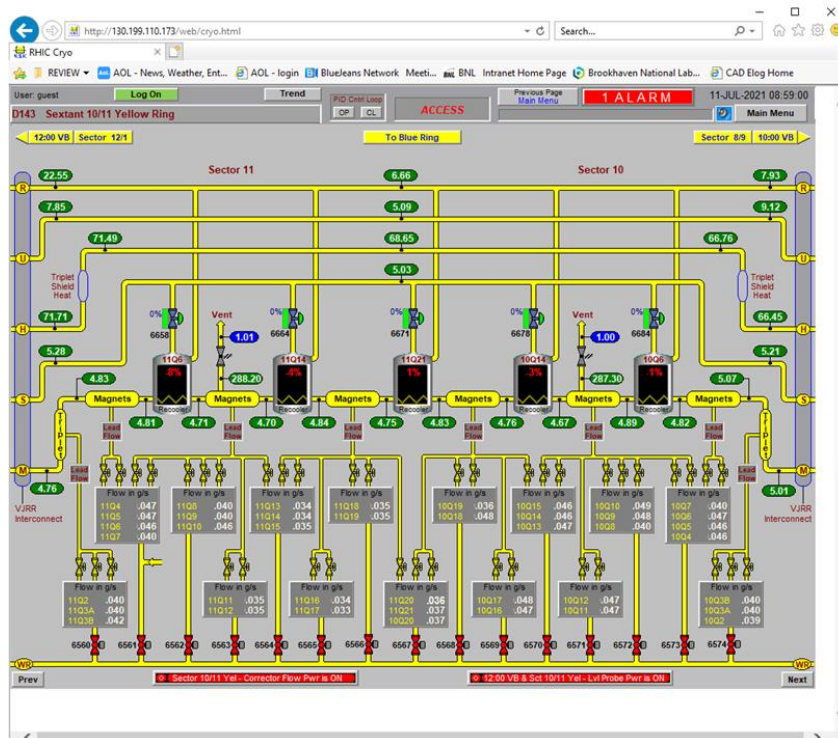 http://130.199.110.173/web/cryo.html
Search...
RHIC Cryo
REVIEW
AOL - News, Weather, Ent...
AOL - login
BlueJeans Network Meeti...
BNL Intranet Home Page
Brookhaven National Lab...
CAD Elog Home
User: guest
Log On
Trend
PID Cntrl Loop
OP CL
ACCESS
Previous Page
Main Menu
1 ALARM
11-JUL-2021 08:59:00
D143 Sextant 10/11 Yellow Ring
Main Menu
12:00 VB Sector 12/1
To Blue Ring
Sector 8/9 10:00 VB
Sector 11
Sector 10
22.55 6.66 7.93
R R
7.85 5.09 9.12
71.49 68.65 66.76
U U
5.03
Triplet Shield Heat
Triplet Shield Heat
71.71 66.45
H H
0% 0% 0% 0% 0%
Vent Vent
6658 6664 6671 6678 6684
1.01 1.00
5.28 5.21
11Q6 11Q14 11Q21 10Q14 10Q6
-8% -4% 1% -3% -1%
4.83 288.20 287.30 5.07
S S
Magnets Magnets Magnets Magnets Magnets Magnets
Recooler Recooler Recooler Recooler Recooler
4.81 4.71 4.70 4.84 4.75 4.83 4.76 4.67 4.89 4.82
Triplet
Triplet
Lead Flow
Lead Flow
Lead Flow
Lead Flow
Lead Flow
Lead Flow
Lead Flow
Lead Flow
M M
4.76 5.01
VJRR Interconnect
VJRR Interconnect
Flow in g/s
11Q4 .047
11Q5 .047
11Q6 .046
11Q7 .040
Flow in g/s
11Q8 .040
11Q9 .040
11Q10 .046
Flow in g/s
11Q13 .034
11Q14 .034
11Q15 .035
Flow in g/s
11Q18 .035
11Q19 .035
Flow in g/s
10Q19 .036
10Q18 .048
Flow in g/s
10Q15 .046
10Q14 .046
10Q13 .047
Flow in g/s
10Q10 .049
10Q9 .048
10Q8 .040
Flow in g/s
10Q7 .040
10Q6 .047
10Q5 .046
10Q4 .046
Flow in g/s
11Q2 .040
11Q3A .040
11Q3B .042
Flow in g/s
11Q11 .035
11Q12 .035
Flow in g/s
11Q16 .034
11Q17 .033
Flow in g/s
11Q20 .036
11Q21 .037
10Q20 .037
Flow in g/s
10Q17 .048
10Q16 .047
Flow in g/s
10Q12 .047
10Q11 .047
Flow in g/s
10Q3B .040
10Q3A .040
10Q2 .039
6560 6561 6562 6563 6564 6565 6566 6567 6568 6569 6570 6571 6572 6573 6574
WR WR
Prev
Sector 10/11 Yel - Corrector Flow Pwr is ON
12:00 VB & Sct 10/11 Yel - Lvl Probe Pwr is ON
Next